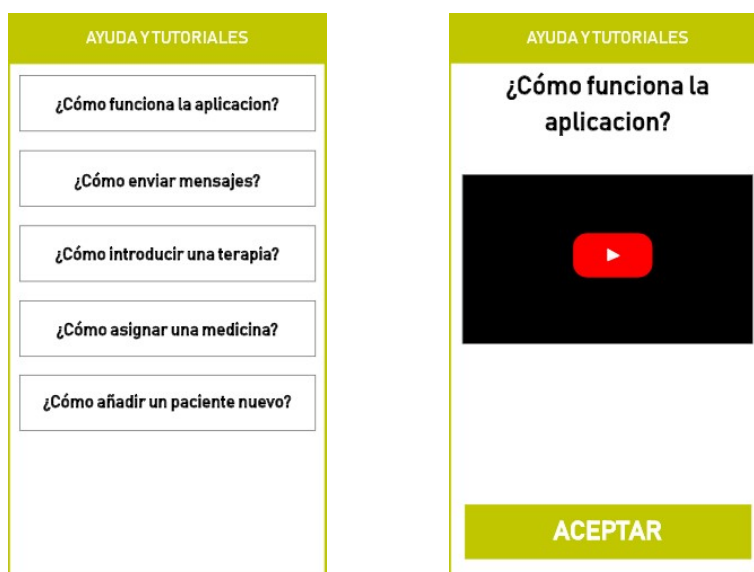 AYUDA Y TUTORIALES
¿Cómo funciona la aplicacion?
¿Cómo enviar mensajes?
¿Cómo introducir una terapia?
¿Cómo asignar una medicina?
¿Cómo añadir un paciente nuevo?
AYUDA Y TUTORIALES
¿Cómo funciona la
aplicacion?
ACEPTAR